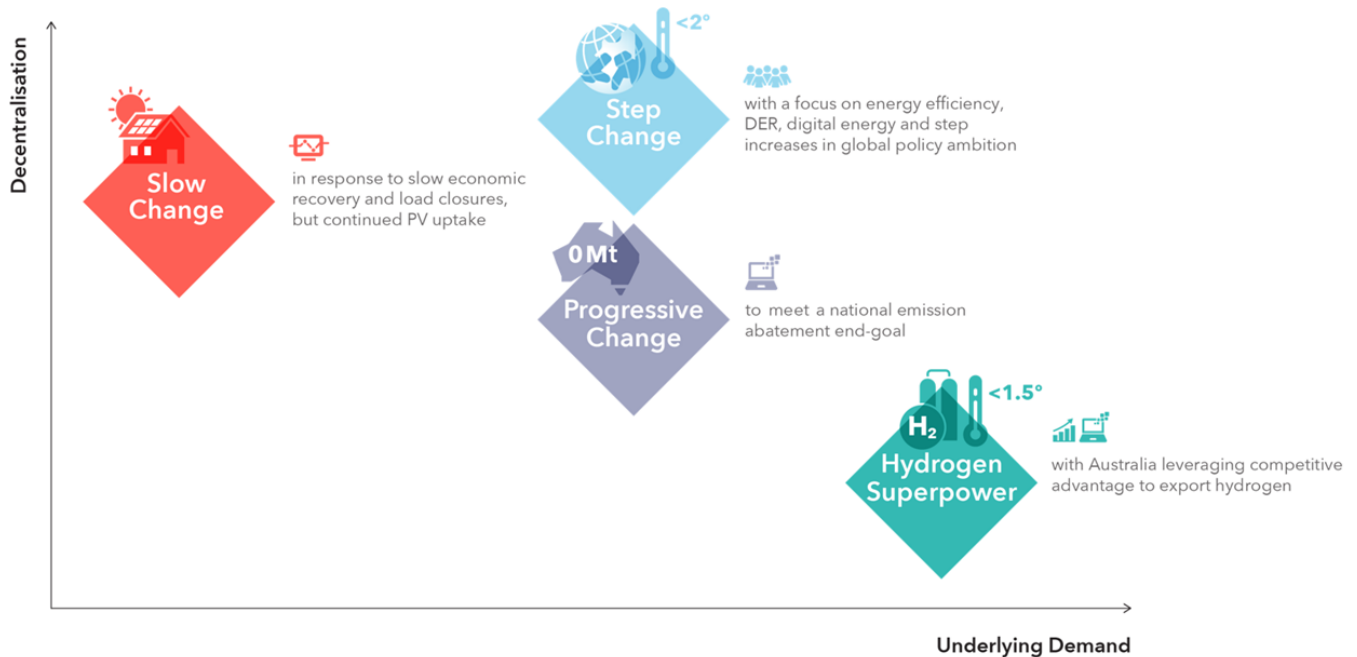 Decentralisation
<2°
Step
Change
with a focus on energy efficiency,
DER, digital energy and step
increases in global policy ambition
Slow
Change
in response to slow economic
recovery and load closures,
but continued PV uptake
0Mt
Progressive
Change
to meet a national emission
abatement end-goal
<1.5°
H₂
Hydrogen
Superpower
with Australia leveraging competitive
advantage to export hydrogen
Underlying Demand